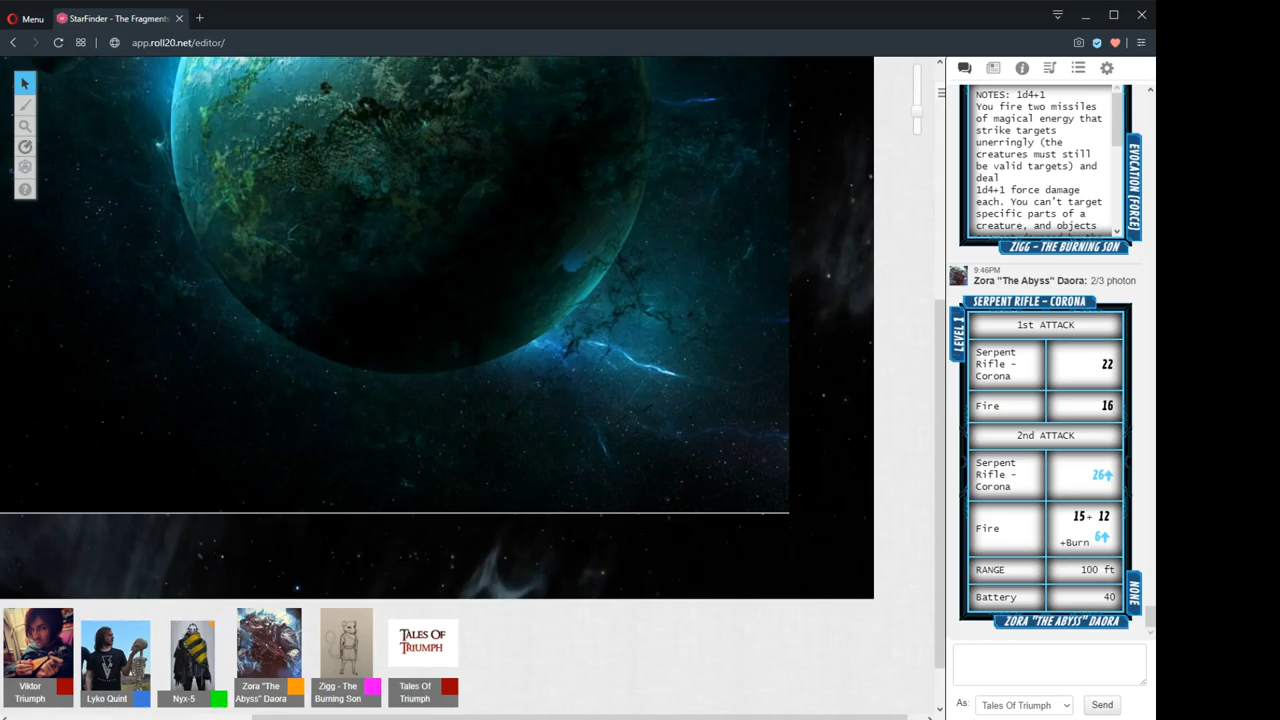 Menu
StarFinder - The Fragments
app.roll20.net/editor/
NOTES: 1d4+1
You fire two missiles
of magical energy that
strike targets
unerringly (the
creatures must still
be valid targets) and
deal
1d4+1 force damage
each. You can't target
specific parts of a
creature, and objects
EVOCATION (FORCE)
ZIGG - THE BURNING SON
9:46PM
Zora "The Abyss" Daora: 2/3 photon
SERPENT RIFLE - CORONA
LEVEL 1
1st ATTACK
Serpent
Rifle -
Corona
22
Fire
16
2nd ATTACK
Serpent
Rifle -
Corona
26
Fire
15+ 12
+Burn 6
RANGE
100 ft
Battery
40
NONE
ZORA "THE ABYSS" DAORA
TALES OF
TRIUMPH
Viktor
Triumph
Lyko Quint
Nyx-5
Zora "The
Abyss" Daora
Zigg - The
Burning Son
Tales Of
Triumph
As:
Tales Of Triumph
Send